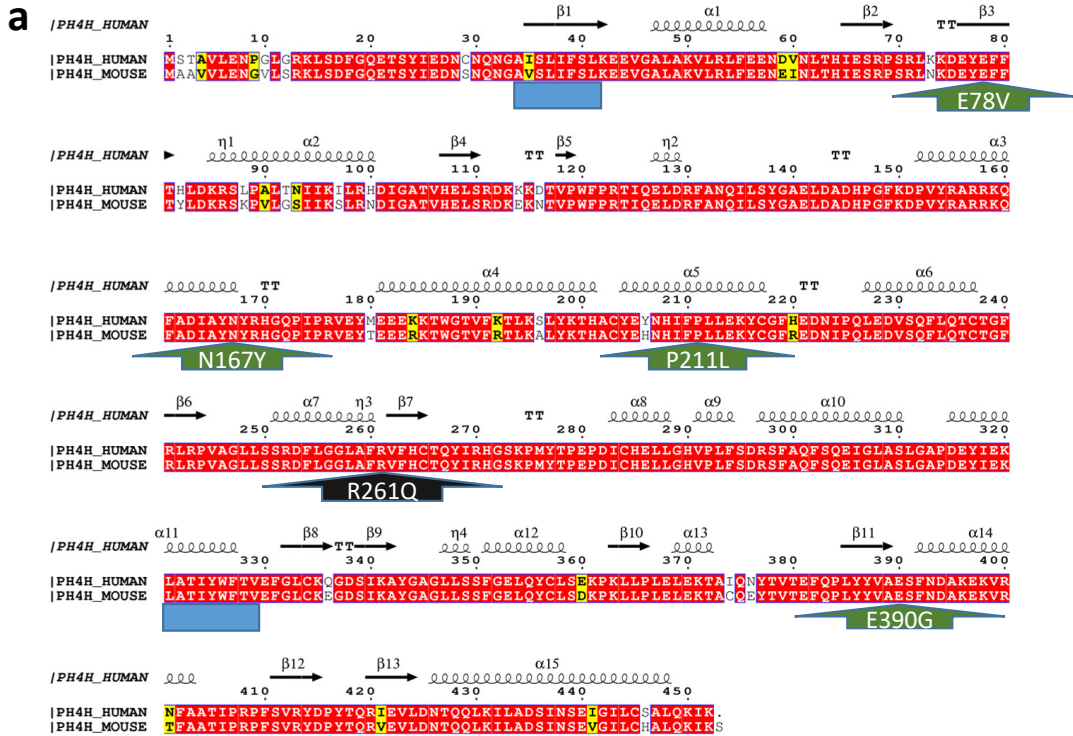 a
|PH4H_HUMAN β1 α1 β2 TT β3
1 10 20 30 40 50 60 70 80
|PH4H_HUMAN MSTAVLENPGLGRKLSDFGQETSYIEDNCNQNGAISLIFSLKEEVGALAKVLRLFEENDVNLTHIESRPSRLKKDEYEFF
|PH4H_MOUSE MAAVVLENGVLSRKLSDFGQETSYIEDNSNQNGAVSLIFSLKEEVGALAKVLRLFEENEINLTHIESRPSRLNKDEYEFF
E78V
|PH4H_HUMAN η1 α2 β4 TT β5 η2 TT α3
90 100 110 120 130 140 150 160
|PH4H_HUMAN THLDKRSLPALTNIIKILRHDIGATVHELSRDKKKDTVPWFPRTIQELDRFANQILSYGAELDADHPGFKDPVYRARRKQ
|PH4H_MOUSE TYLDKRSKPVLGSIIKSLRNDIGATVHELSRDKEKNTVPWFPRTIQELDRFANQILSYGAELDADHPGFKDPVYRARRKQ
|PH4H_HUMAN TT α4 α5 TT α6
170 180 190 200 210 220 230 240
|PH4H_HUMAN FADIAYNYRHGQPIPRVEYMEEEKKTWGTVFKTLKSLYKTHACYEYNHIFPLLEKYCGFHEDNIPQLEDVSQFLQTCTGF
|PH4H_MOUSE FADIAYNYRHGQPIPRVEYTEEERKTWGTVFRTLKALYKTHACYEHNHIFPLLEKYCGFREDNIPQLEDVSQFLQTCTGF
N167Y P211L
|PH4H_HUMAN β6 α7 η3 β7 TT α8 α9 α10
250 260 270 280 290 300 310 320
|PH4H_HUMAN RLRPVAGLLSSRDFLGGLAFRVFHCTQYIRHGSKPMYTPEPDICHELLGHVPLFSDRSFAQFSQEIGLASLGAPDEYIEK
|PH4H_MOUSE RLRPVAGLLSSRDFLGGLAFRVFHCTQYIRHGSKPMYTPEPDICHELLGHVPLFSDRSFAQFSQEIGLASLGAPDEYIEK
R261Q
|PH4H_HUMAN α11 β8 TT β9 η4 α12 β10 α13 β11 α14
330 340 350 360 370 380 390 400
|PH4H_HUMAN LATIYWFTVEFGLCKQGDSIKAYGAGLLSSFGELQYCLSEKPKLLPLELEKTAIQNYTVTEFQPLYYVAESFNDAKEKVR
|PH4H_MOUSE LATIYWFTVEFGLCKEGDSIKAYGAGLLSSFGELQYCLSDKPKLLPLELEKTACQEYTVTEFQPLYYVAESFNDAKEKVR
E390G
|PH4H_HUMAN β12 β13 α15
410 420 430 440 450
|PH4H_HUMAN NFAATIPRPFSVRYDPYTQRIEVLDNTQQLKILADSINSEIGILCSALQKIK.
|PH4H_MOUSE TFAATIPRPFSVRYDPYTQRVEVLDNTQQLKILADSINSEVGILCHALQKIKS